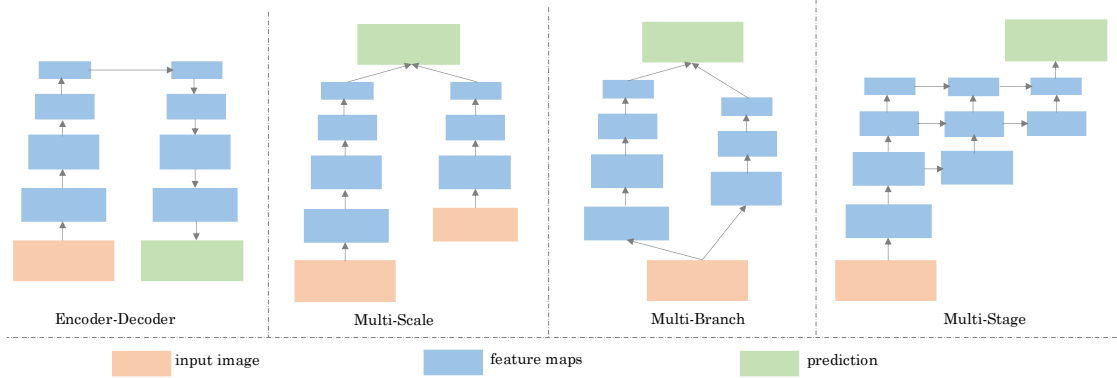 Encoder-Decoder
Multi-Scale
Multi-Branch
Multi-Stage
input image
feature maps
prediction